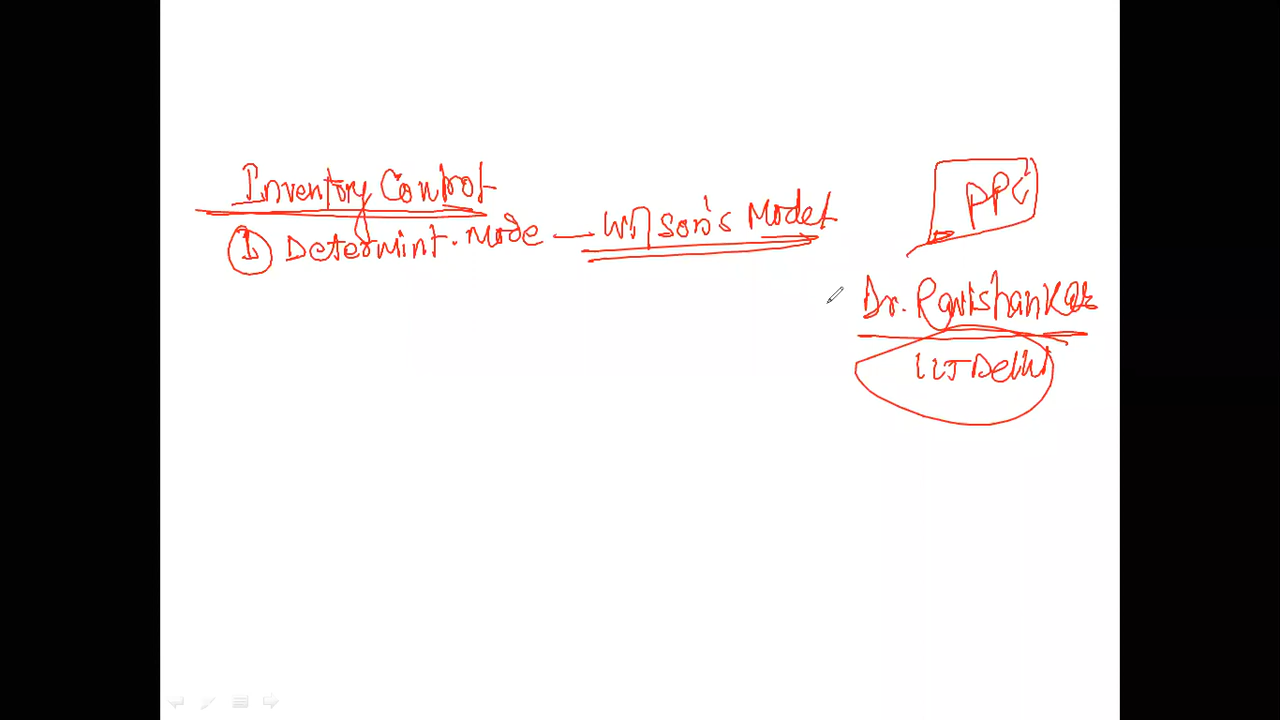 Inventory Control
① Determint. Mode — Wilson's Model
PPC
Dr. Ravishankar
IIT Delhi